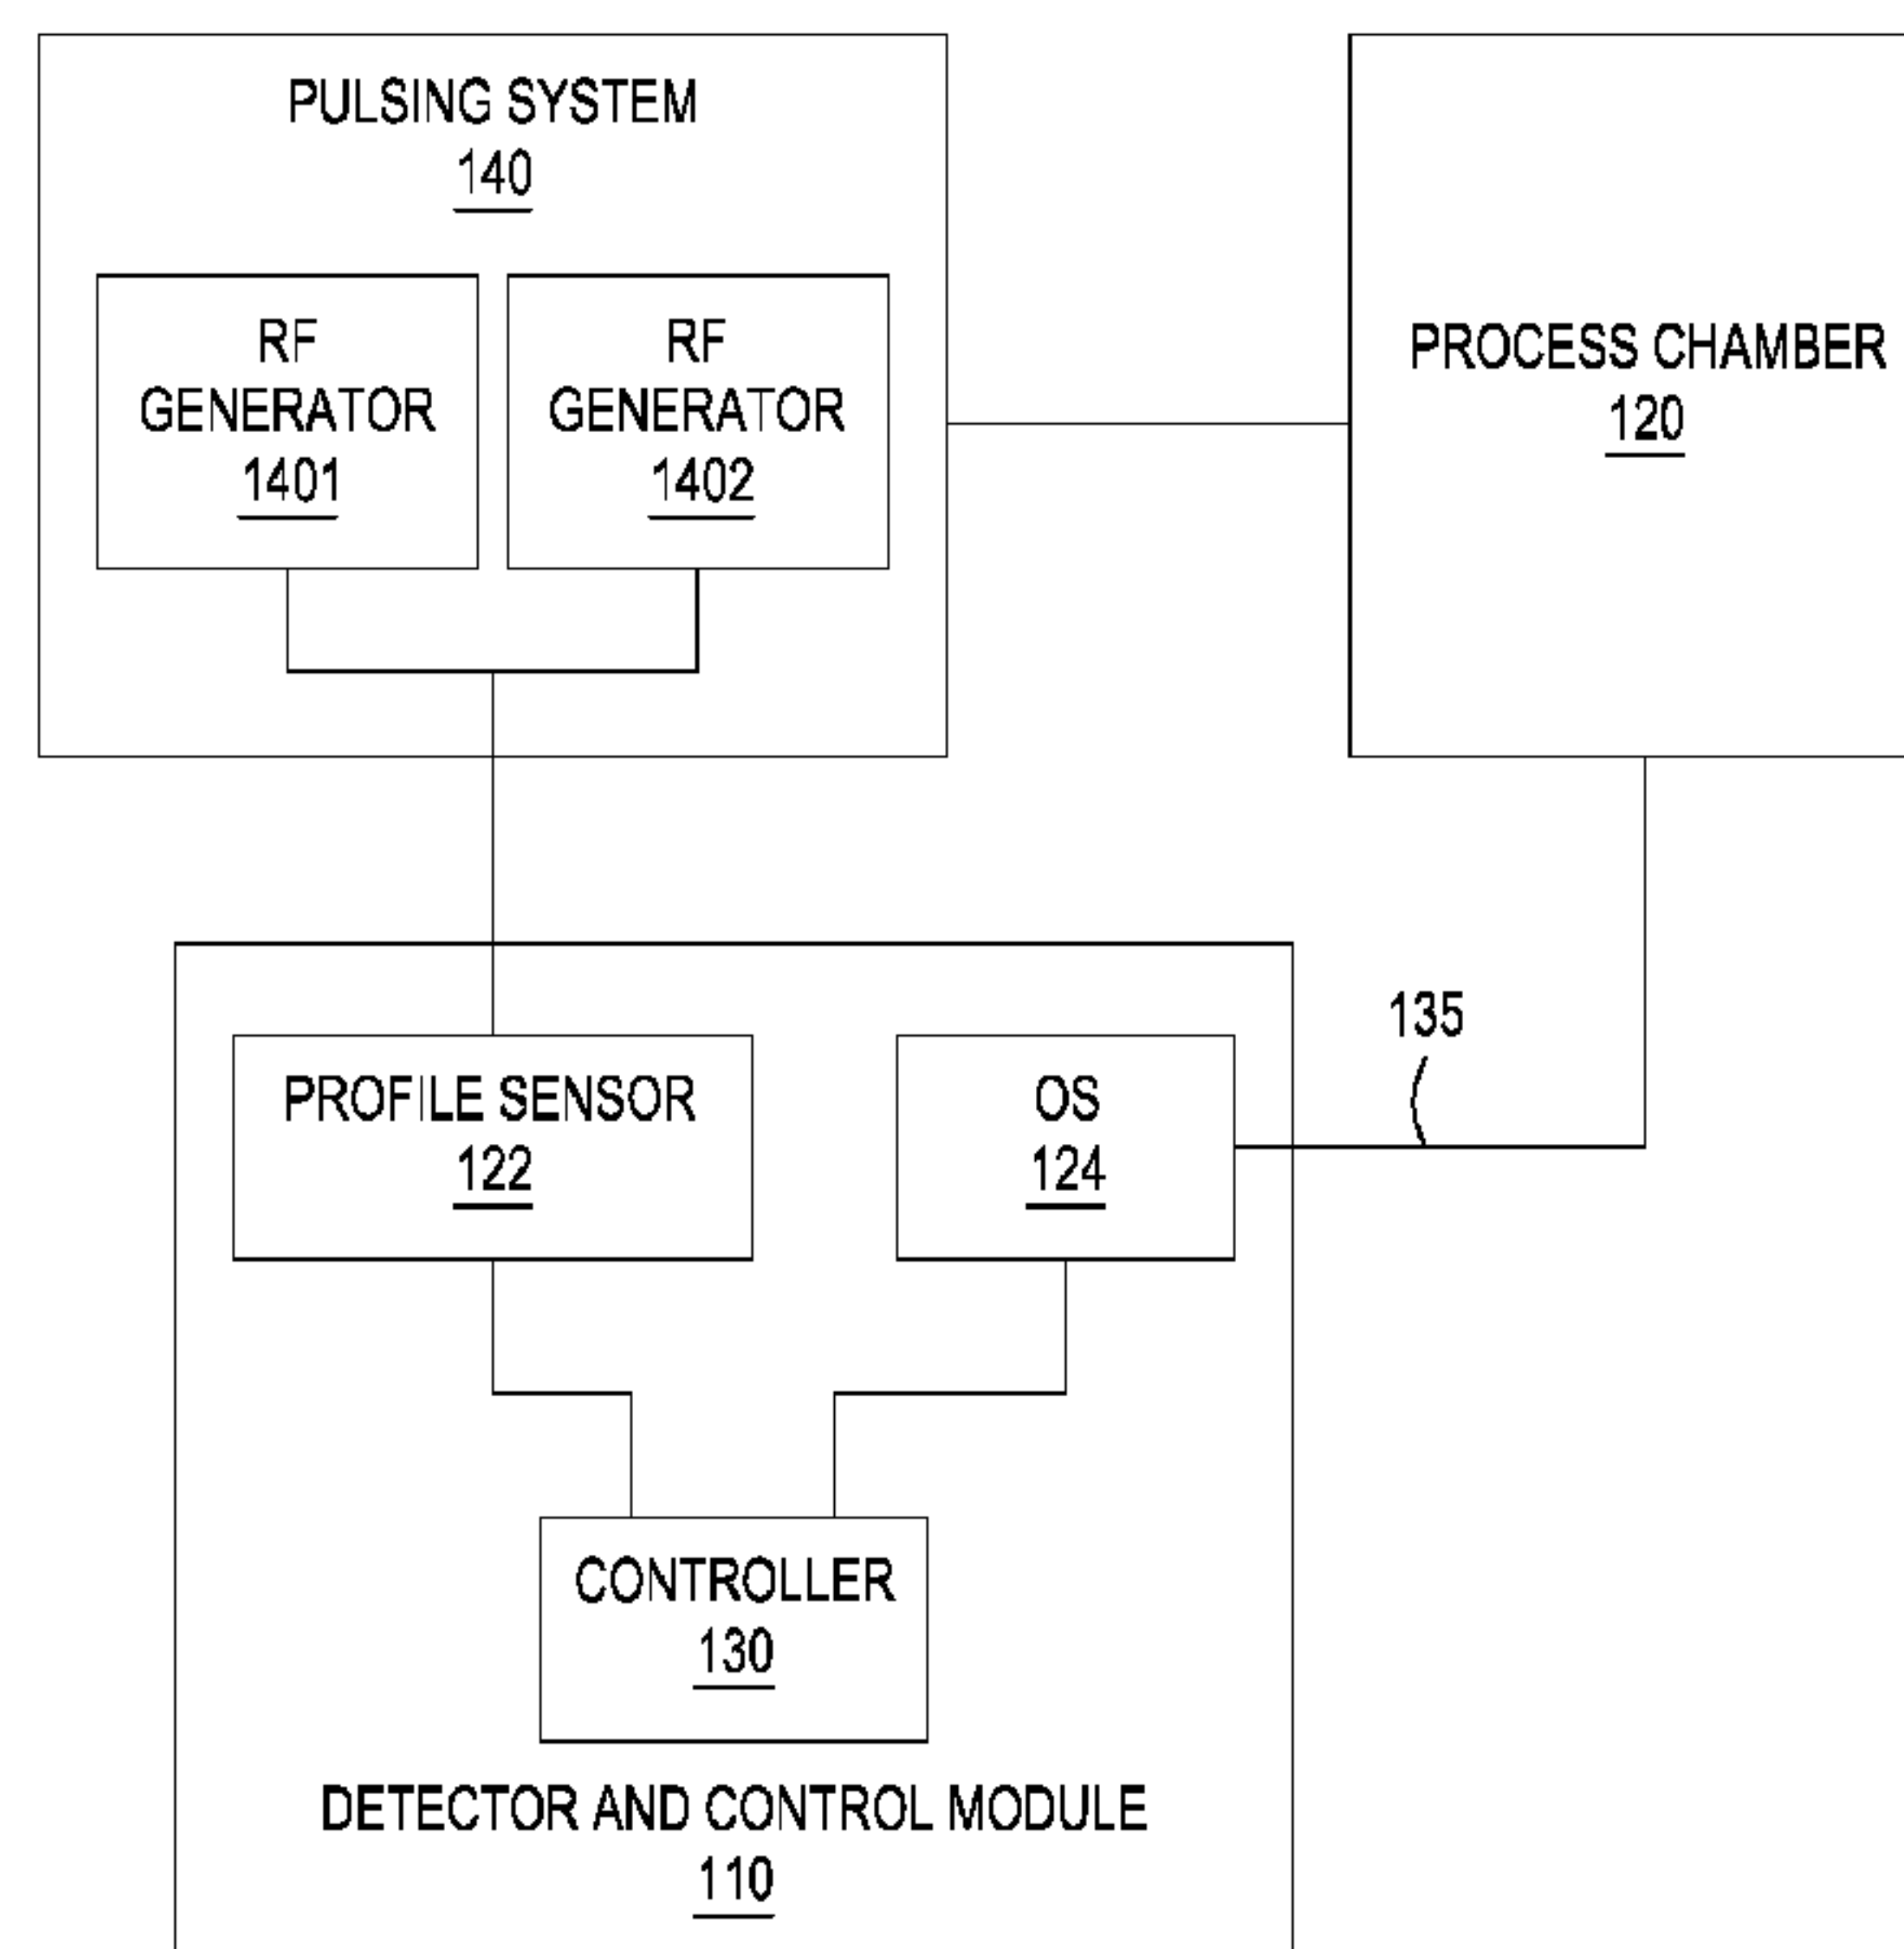 PULSING SYSTEM
140
RF
GENERATOR
1401
RF
GENERATOR
1402
PROCESS CHAMBER
120
135
PROFILE SENSOR
122
OS
124
CONTROLLER
130
DETECTOR AND CONTROL MODULE
110